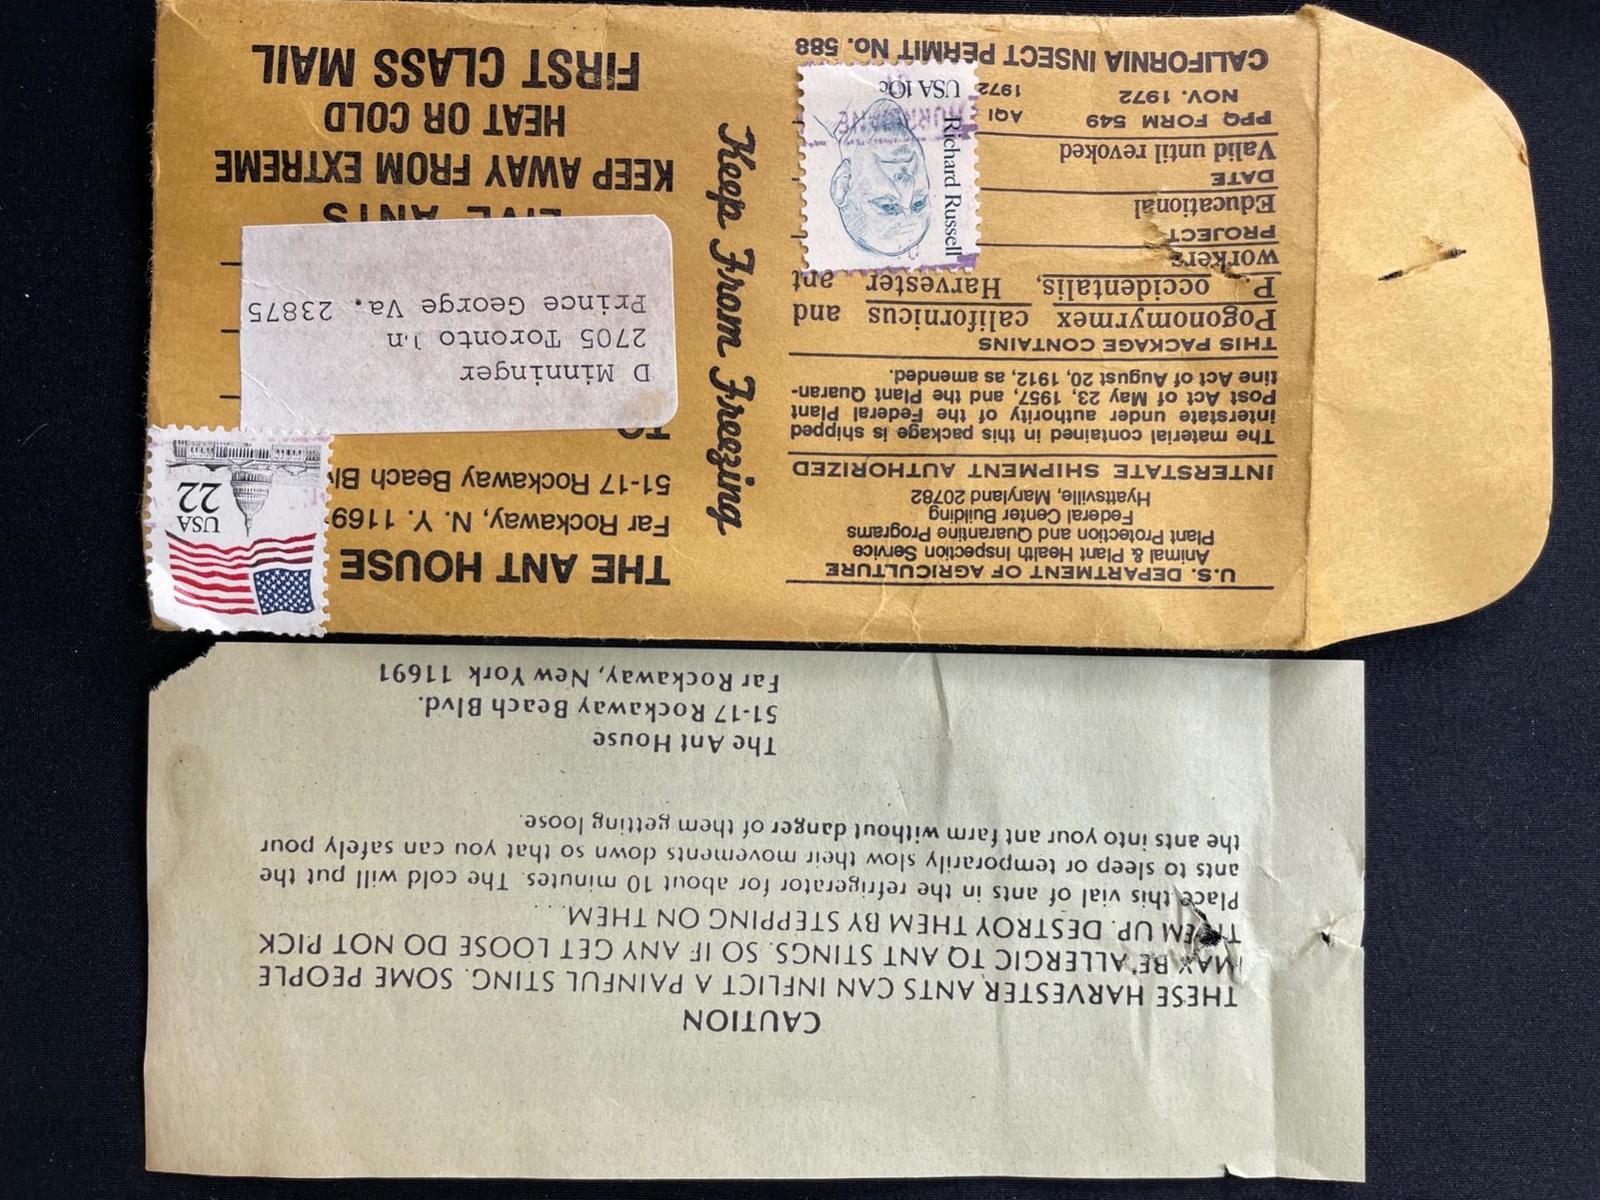 U.S. DEPARTMENT OF AGRICULTURE
Animal & Plant Health Inspection Service
Plant Protection and Quarantine Programs
Federal Center Building
Hyattsville, Maryland 20782
INTERSTATE SHIPMENT AUTHORIZED
The material contained in this package is shipped
interstate under authority of the Federal Plant
Post Act of May 23, 1957, and the Plant Quaran-
tine Act of August 20, 1912, as amended.
THIS PACKAGE CONTAINS
Pogonomyrmex californicus and
P. occidentalis, Harvester ant
workers
PROJECT
Educational
DATE
Valid until revoked
PPQ FORM 549 AQI
NOV. 1972 1972
CALIFORNIA INSECT PERMIT No. 588
Richard Russell
USA 10c
Keep From Freezing
THE ANT HOUSE
Far Rockaway, N. Y. 1169
51-17 Rockaway Beach Blv
TO
USA
22
D Minninger
2705 Toronto
Prince George Va. 23875
LIVE ANTS
KEEP AWAY FROM EXTREME
HEAT OR COLD
FIRST CLASS MAIL
CAUTION
THESE HARVESTER ANTS CAN INFLICT A PAINFUL STING. SOME PEOPLE
MAY BE ALLERGIC TO ANT STINGS. SO IF ANY GET LOOSE DO NOT PICK
THEM UP. DESTROY THEM BY STEPPING ON THEM....
Place this vial of ants in the refrigerator for about 10 minutes. The cold will put the
ants to sleep or temporarily slow their movements down so that you can safely pour
the ants into your ant farm without danger of them getting loose.
The Ant House
51-17 Rockaway Beach Blvd.
Far Rockaway, New York 11691